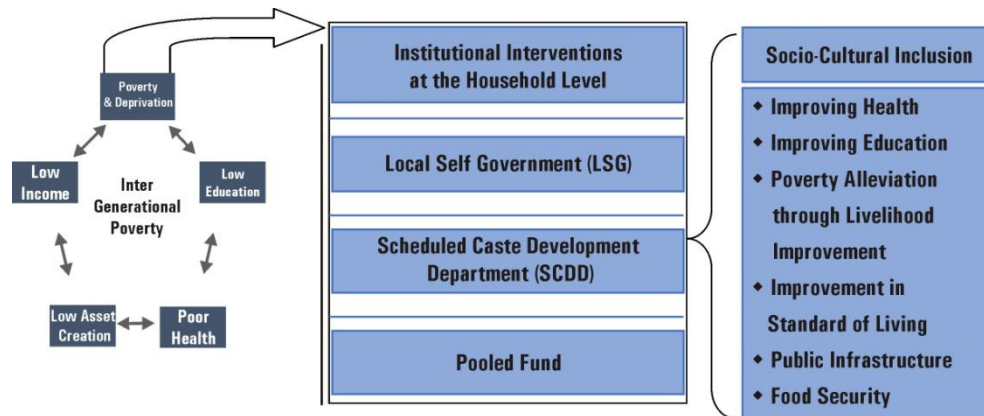 Poverty
& Deprivation
Low
Income
Inter
Generational
Poverty
Low
Education
Low Asset
Creation
Poor
Health
Institutional Interventions
at the Household Level
Local Self Government (LSG)
Scheduled Caste Development
Department (SCDD)
Pooled Fund
Socio-Cultural Inclusion
◆ Improving Health
◆ Improving Education
◆ Poverty Alleviation
through Livelihood
Improvement
◆ Improvement in
Standard of Living
◆ Public Infrastructure
◆ Food Security